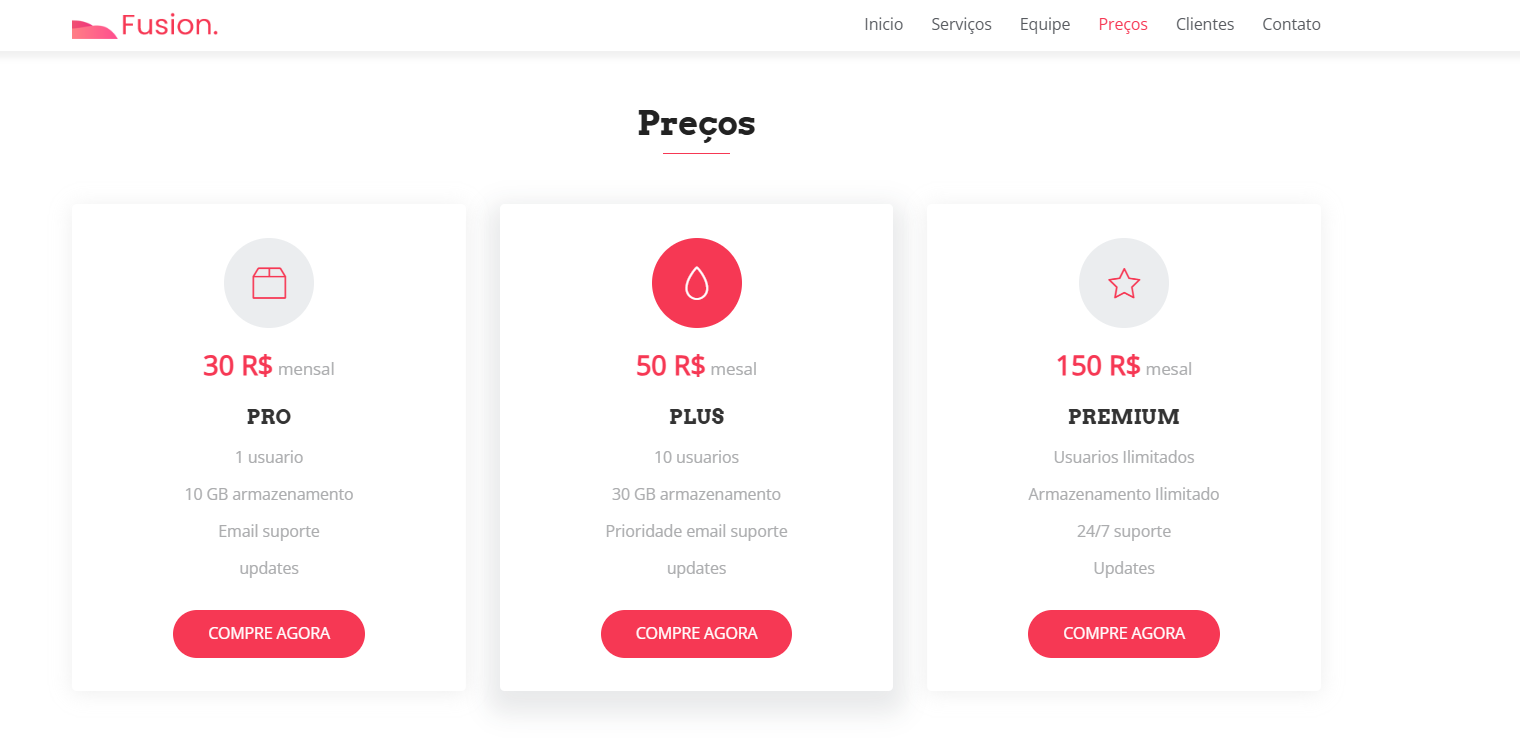 Fusion.
Inicio Serviços Equipe Preços Clientes Contato
Preços
30 R$ mensal
PRO
1 usuario
10 GB armazenamento
Email suporte
updates
COMPRE AGORA
50 R$ mesal
PLUS
10 usuarios
30 GB armazenamento
Prioridade email suporte
updates
COMPRE AGORA
150 R$ mesal
PREMIUM
Usuarios Ilimitados
Armazenamento Ilimitado
24/7 suporte
Updates
COMPRE AGORA